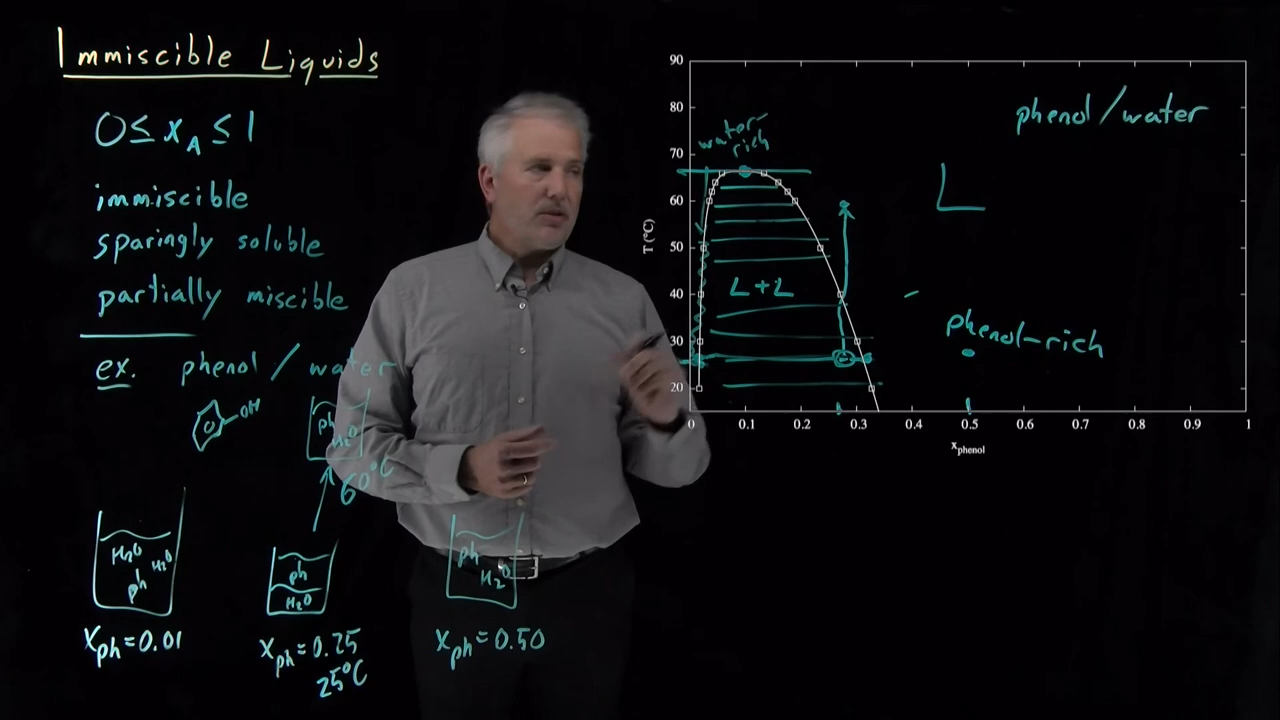 Immiscible Liquids
0 ≤ x_A ≤ 1
immiscible
sparingly soluble
partially miscible
ex. phenol / water
OH
ph
H₂O
60°C
H₂O
H₂O
ph
x_ph = 0.01
ph
H₂O
x_ph = 0.25
25°C
ph
H₂O
x_ph = 0.50
phenol/water
water-
rich
L
L+L
phenol-rich
90
80
70
60
50
40
30
20
T (°C)
0 0.1 0.2 0.3 0.4 0.5 0.6 0.7 0.8 0.9 1
x_phenol